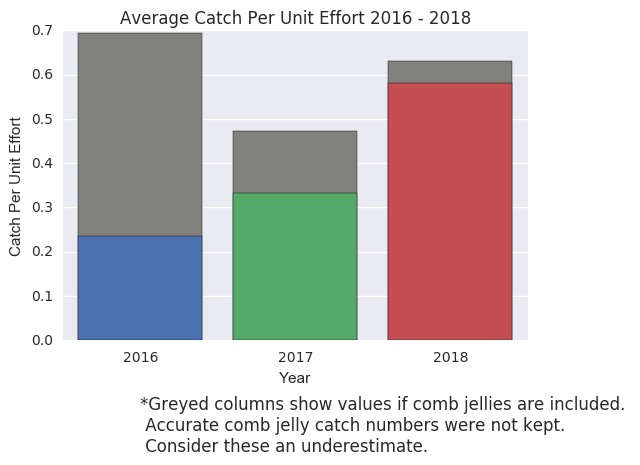 Average Catch Per Unit Effort 2016 - 2018
0.7
0.6
0.5
0.4
0.3
0.2
0.1
0.0
Catch Per Unit Effort
2016
2017
2018
Year
*Greyed columns show values if comb jellies are included.
Accurate comb jelly catch numbers were not kept.
Consider these an underestimate.